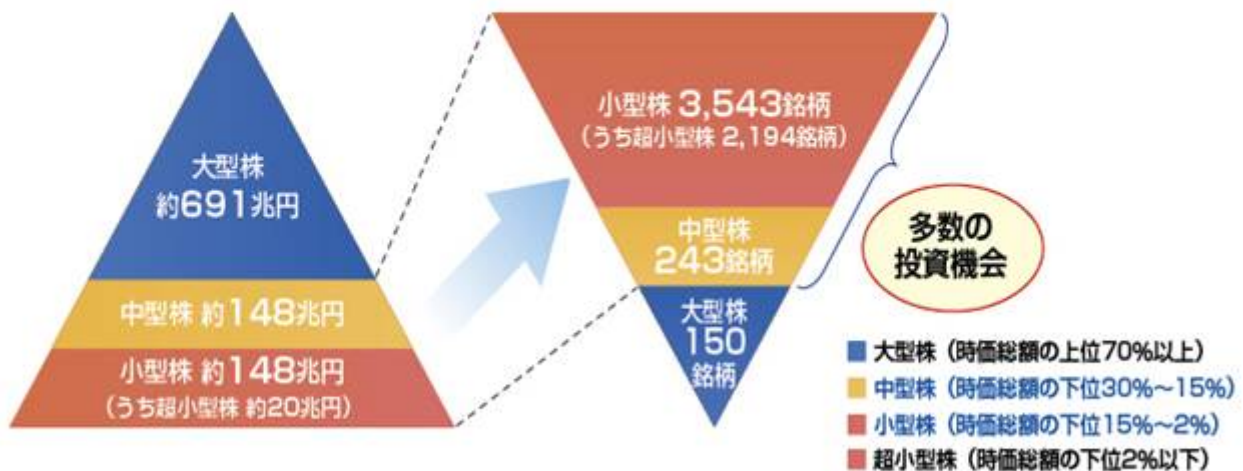 大型株
約691兆円
中型株 約148兆円
小型株 約148兆円
（うち超小型株 約20兆円）
小型株 3,543銘柄
（うち超小型株 2,194銘柄）
中型株
243銘柄
大型株
150
銘柄
多数の
投資機会
大型株（時価総額の上位70%以上）
中型株（時価総額の下位30%～15%）
小型株（時価総額の下位15%～2%）
超小型株（時価総額の下位2%以下）